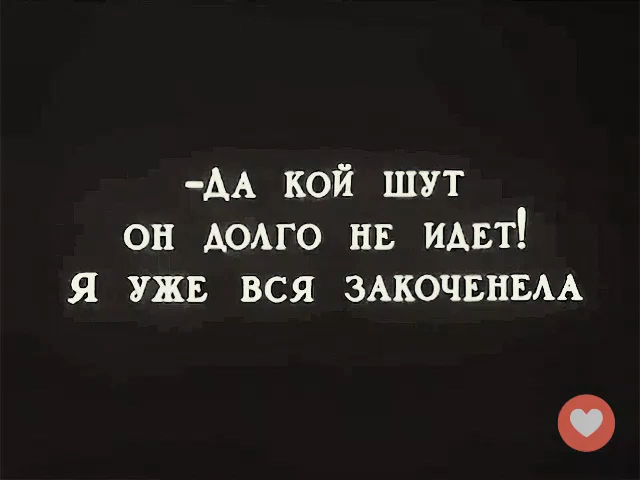 -ДА КОЙ ШУТ
ОН ДОЛГО НЕ ИДЕТ!
Я УЖЕ ВСЯ ЗАКОЧЕНЕЛА